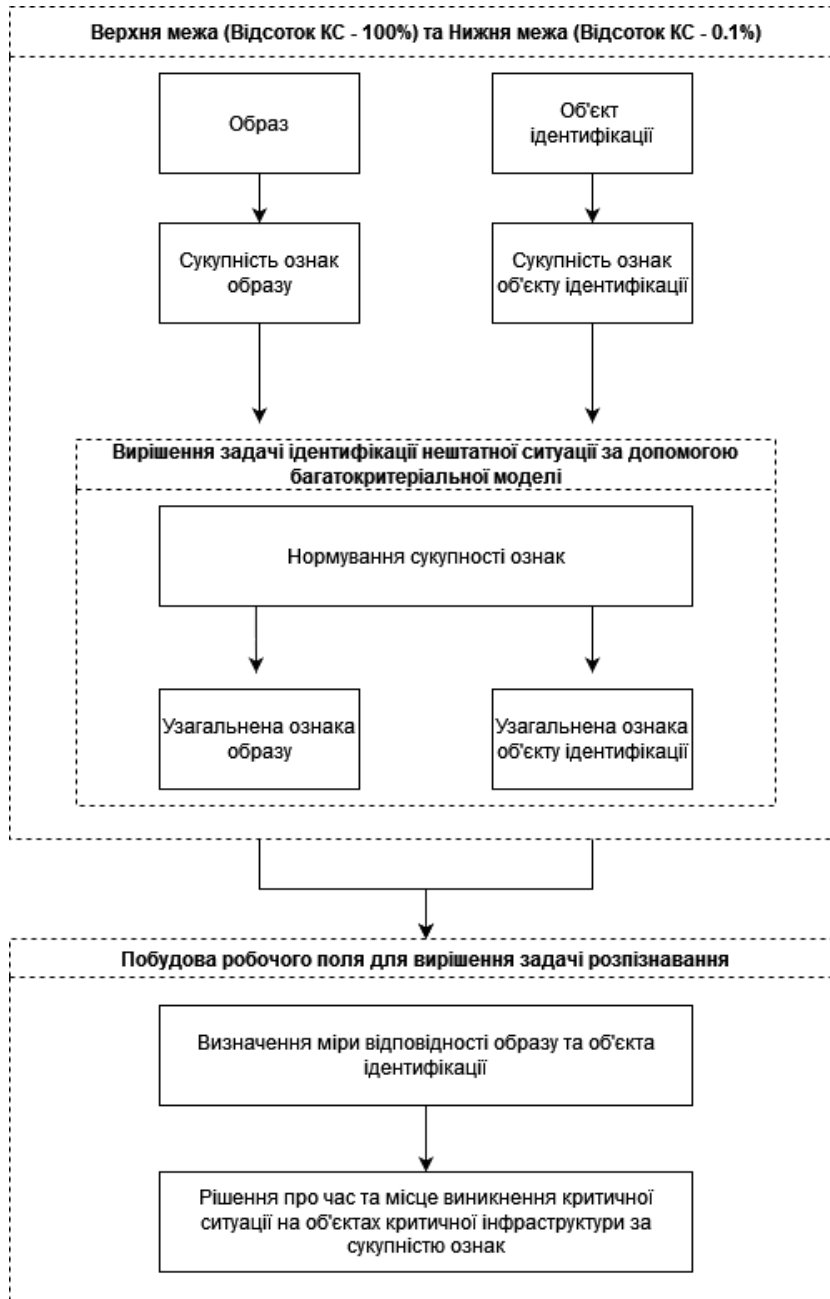 Верхня межа (Відсоток КС - 100%) та Нижня межа (Відсоток КС - 0.1%)
Образ
Об'єкт
ідентифікації
Сукупність ознак
образу
Сукупність ознак
об'єкту ідентифікації
Вирішення задачі ідентифікації нештатної ситуації за допомогою
багатокритеріальної моделі
Нормування сукупності ознак
Узагальнена ознака
образу
Узагальнена ознака
об'єкту ідентифікації
Побудова робочого поля для вирішення задачі розпізнавання
Визначення міри відповідності образу та об'єкта
ідентифікації
Рішення про час та місце виникнення критичної
ситуації на об'єктах критичної інфраструктури за
сукупністю ознак